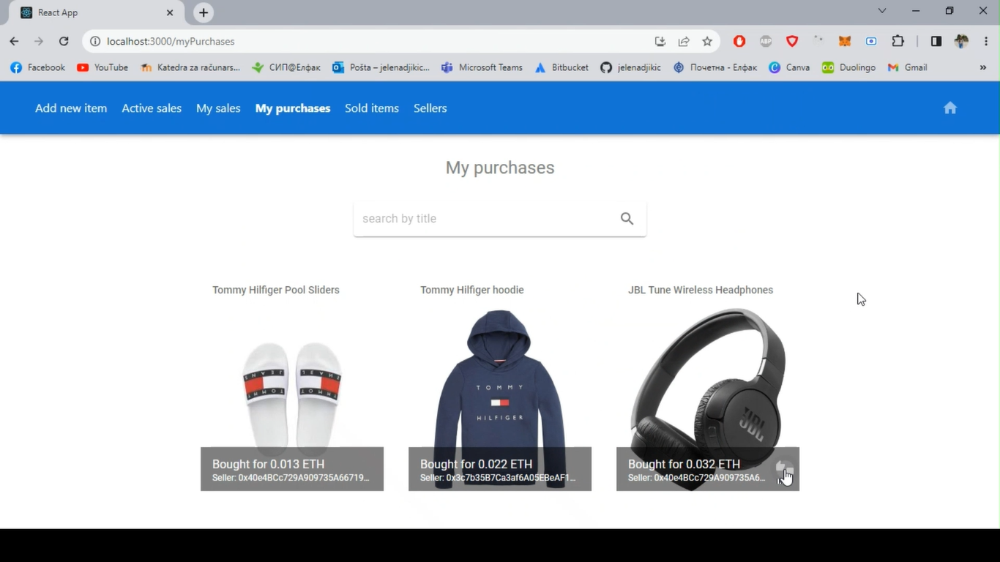 React App
localhost:3000/myPurchases
ABP
Facebook YouTube Katedra za računars... СИП@Елфак Pošta – jelenadjikic... Microsoft Teams Bitbucket jelenadjikic Почетна - Елфак Canva Duolingo Gmail »
Add new item Active sales My sales My purchases Sold items Sellers
My purchases
search by title
Tommy Hilfiger Pool Sliders
Tommy Hilfiger hoodie
JBL Tune Wireless Headphones
TOMMY
HILFIGER
JBL
Bought for 0.013 ETH
Seller: 0x40e4BCc729A909735A66719...
Bought for 0.022 ETH
Seller: 0x3c7b35B7Ca3af6A05EBeAF1...
Bought for 0.032 ETH
Seller: 0x40e4BCc729A909735A6...